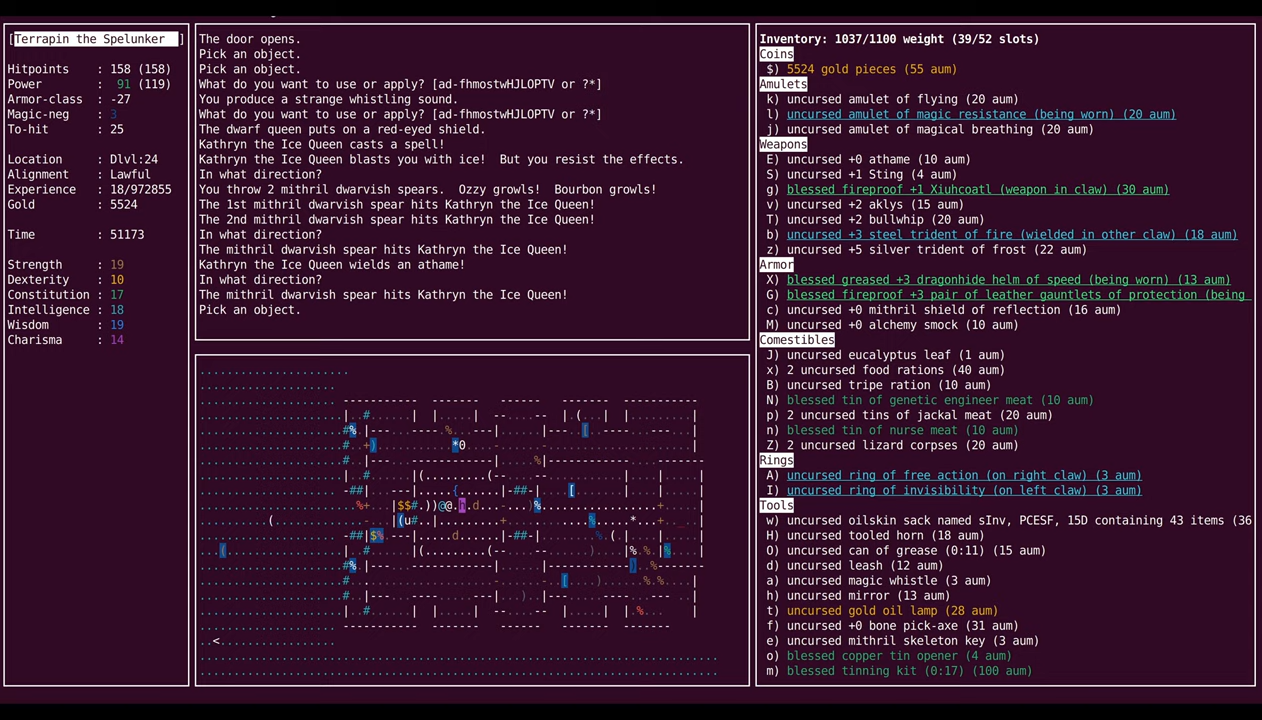 [Terrapin the Spelunker ]
Hitpoints : 158 (158)
Power : 91 (119)
Armor-class : -27
Magic-neg : 3
To-hit : 25
Location : Dlvl:24
Alignment : Lawful
Experience : 18/972855
Gold : 5524
Time : 51173
Strength : 19
Dexterity : 10
Constitution : 17
Intelligence : 18
Wisdom : 19
Charisma : 14
The door opens.
Pick an object.
Pick an object.
What do you want to use or apply? [ad-fhmostwHJLOPTV or ?*]
You produce a strange whistling sound.
What do you want to use or apply? [ad-fhmostwHJLOPTV or ?*]
The dwarf queen puts on a red-eyed shield.
Kathryn the Ice Queen casts a spell!
Kathryn the Ice Queen blasts you with ice!  But you resist the effects.
In what direction?
You throw 2 mithril dwarvish spears.  Ozzy growls!  Bourbon growls!
The 1st mithril dwarvish spear hits Kathryn the Ice Queen!
The 2nd mithril dwarvish spear hits Kathryn the Ice Queen!
In what direction?
The mithril dwarvish spear hits Kathryn the Ice Queen!
Kathryn the Ice Queen wields an athame!
In what direction?
The mithril dwarvish spear hits Kathryn the Ice Queen!
Pick an object.
Inventory: 1037/1100 weight (39/52 slots)
Coins
$) 5524 gold pieces (55 aum)
Amulets
k) uncursed amulet of flying (20 aum)
l) uncursed amulet of magic resistance (being worn) (20 aum)
j) uncursed amulet of magical breathing (20 aum)
Weapons
E) uncursed +0 athame (10 aum)
S) uncursed +1 Sting (4 aum)
g) blessed fireproof +1 Xiuhcoatl (weapon in claw) (30 aum)
v) uncursed +2 aklys (15 aum)
T) uncursed +2 bullwhip (20 aum)
b) uncursed +3 steel trident of fire (wielded in other claw) (18 aum)
z) uncursed +5 silver trident of frost (22 aum)
Armor
X) blessed greased +3 dragonhide helm of speed (being worn) (13 aum)
G) blessed fireproof +3 pair of leather gauntlets of protection (being
c) uncursed +0 mithril shield of reflection (16 aum)
M) uncursed +0 alchemy smock (10 aum)
Comestibles
J) uncursed eucalyptus leaf (1 aum)
x) 2 uncursed food rations (40 aum)
B) uncursed tripe ration (10 aum)
N) blessed tin of genetic engineer meat (10 aum)
p) 2 uncursed tins of jackal meat (20 aum)
n) blessed tin of nurse meat (10 aum)
Z) 2 uncursed lizard corpses (20 aum)
Rings
A) uncursed ring of free action (on right claw) (3 aum)
I) uncursed ring of invisibility (on left claw) (3 aum)
Tools
w) uncursed oilskin sack named sInv, PCESF, 15D containing 43 items (36
H) uncursed tooled horn (18 aum)
O) uncursed can of grease (0:11) (15 aum)
d) uncursed leash (12 aum)
a) uncursed magic whistle (3 aum)
h) uncursed mirror (13 aum)
t) uncursed gold oil lamp (28 aum)
f) uncursed +0 bone pick-axe (31 aum)
e) uncursed mithril skeleton key (3 aum)
o) blessed copper tin opener (4 aum)
m) blessed tinning kit (0:17) (100 aum)